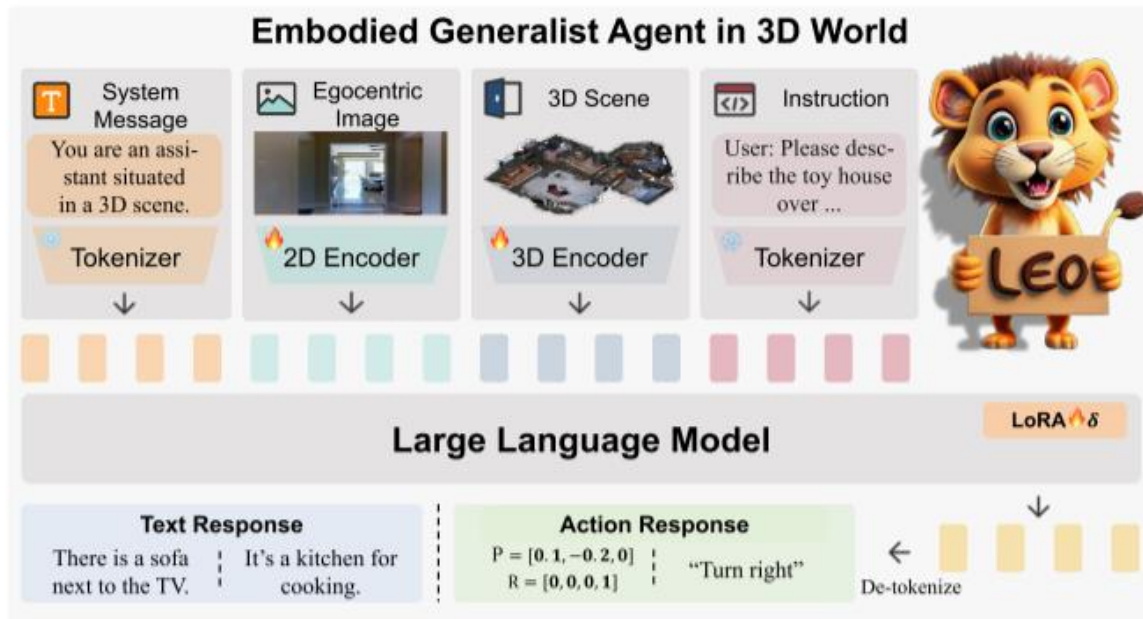 Embodied Generalist Agent in 3D World
T
System
Message
You are an assi-
stant situated
in a 3D scene.
Tokenizer
Egocentric
Image
2D Encoder
3D Scene
3D Encoder
</> Instruction
User: Please desc-
ribe the toy house
over ...
Tokenizer
LEO
Large Language Model
LoRA δ
Text Response
There is a sofa
next to the TV.
It's a kitchen for
cooking.
Action Response
P = [0.1, −0.2, 0]
R = [0, 0, 0, 1]
“Turn right”
De-tokenize